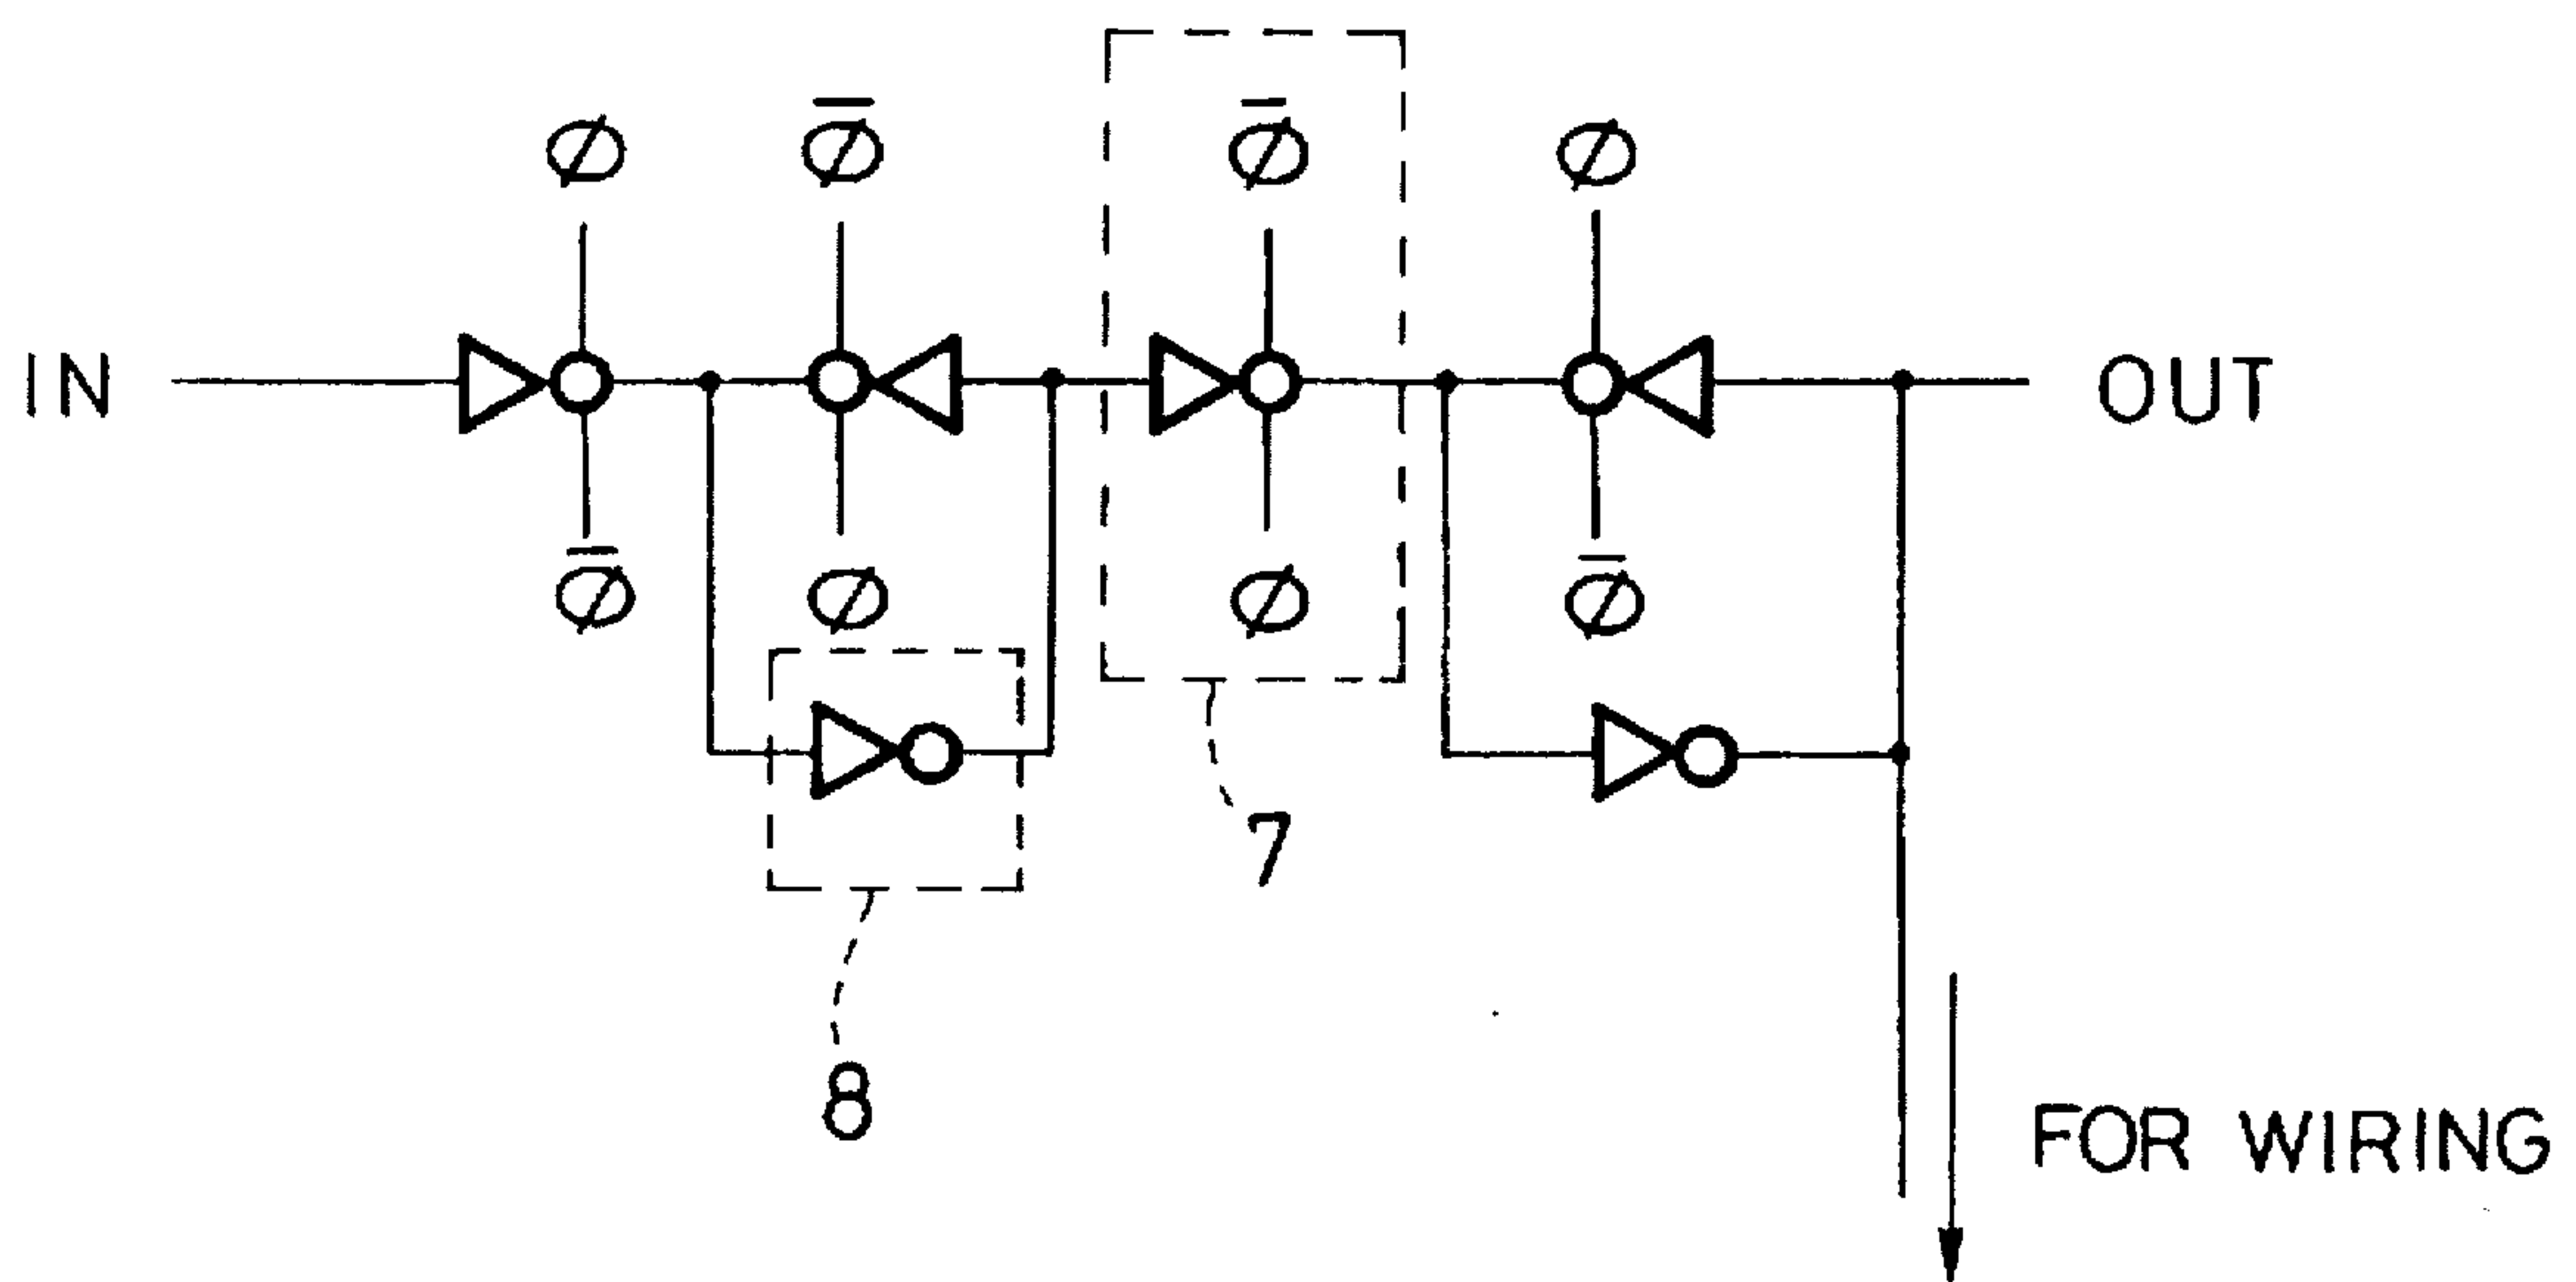 Ø Ø̅ Ø̅ Ø
IN OUT
Ø̅ Ø Ø Ø̅
7
8
FOR WIRING